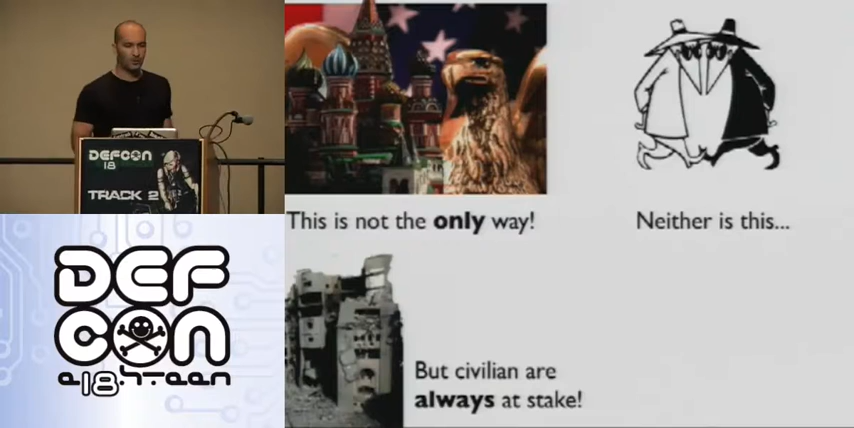 DEFCON
18
TRACK 2
DEF
CON
This is not the only way!
Neither is this...
But civilian are
always at stake!